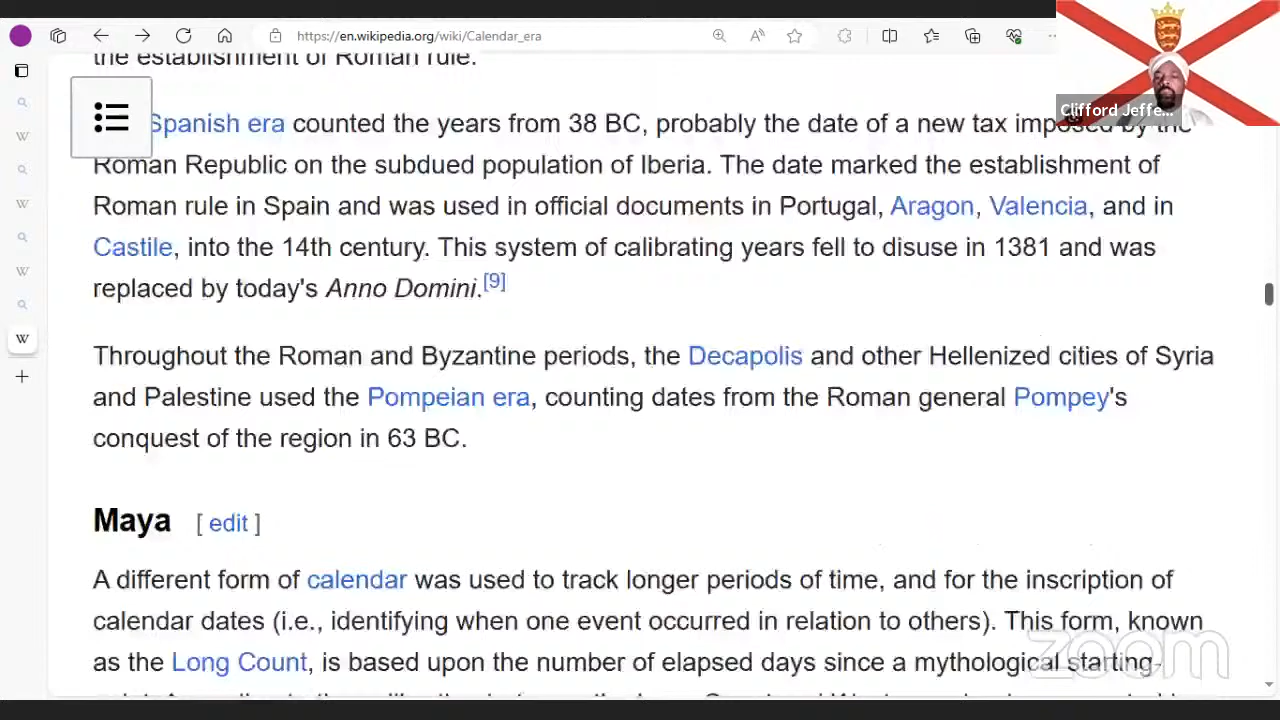 https://en.wikipedia.org/wiki/Calendar_era
Clifford Jeffe...
the establishment of Roman rule.
Spanish era counted the years from 38 BC, probably the date of a new tax imposed by the
Roman Republic on the subdued population of Iberia. The date marked the establishment of
Roman rule in Spain and was used in official documents in Portugal, Aragon, Valencia, and in
Castile, into the 14th century. This system of calibrating years fell to disuse in 1381 and was
replaced by today's Anno Domini.[9]
Throughout the Roman and Byzantine periods, the Decapolis and other Hellenized cities of Syria
and Palestine used the Pompeian era, counting dates from the Roman general Pompey's
conquest of the region in 63 BC.
Maya [ edit ]
A different form of calendar was used to track longer periods of time, and for the inscription of
calendar dates (i.e., identifying when one event occurred in relation to others). This form, known
as the Long Count, is based upon the number of elapsed days since a mythological starting-
zoom